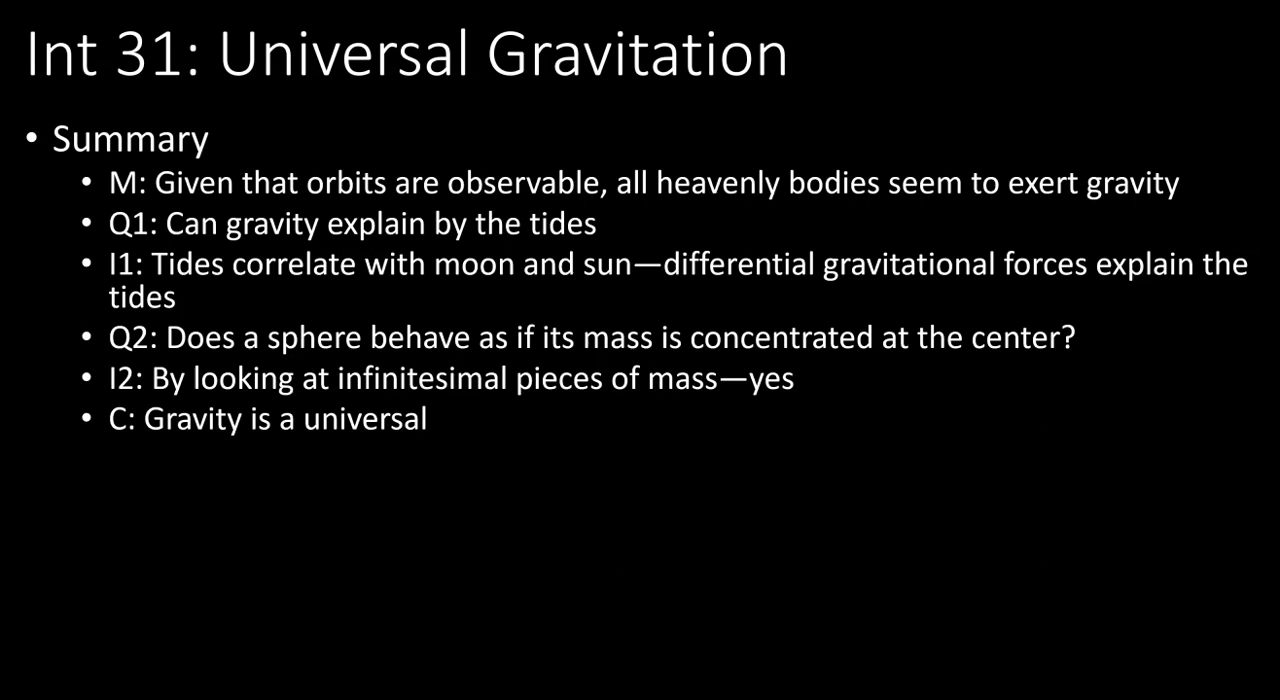 Int 31: Universal Gravitation
• Summary
• M: Given that orbits are observable, all heavenly bodies seem to exert gravity
• Q1: Can gravity explain by the tides
• I1: Tides correlate with moon and sun—differential gravitational forces explain the
tides
• Q2: Does a sphere behave as if its mass is concentrated at the center?
• I2: By looking at infinitesimal pieces of mass—yes
• C: Gravity is a universal